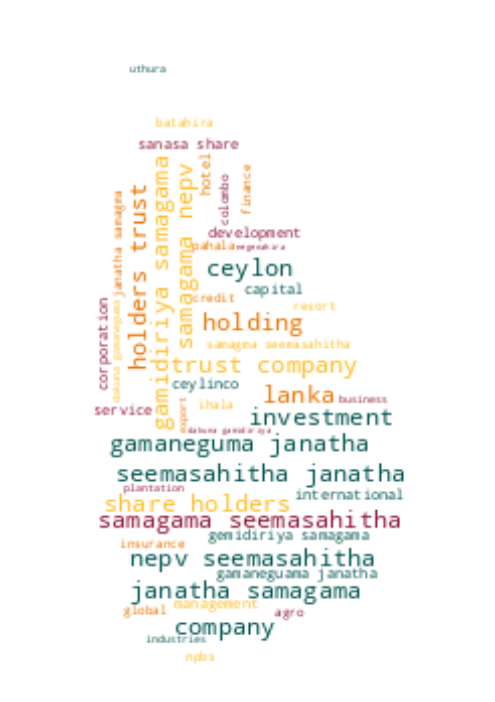 uthura
batahira
sanasa share
hotel
finance
colombo
gamidiriya samagama
samagama nepv
holders trust
janatha samagma
development
pahala
ceylon
capital
credit
resort
corporation
dakuna gamaneguma
holding
samagma seemasahitha
trust company
ceylinco
lanka
business
service
export
ihala
investment
dakuna gamidiriya
gamaneguma janatha
seemasahitha janatha
plantation
international
share holders
samagama seemasahitha
gemidiriya samagama
insurance
nepv seemasahitha
gamaneguama janatha
janatha samagama
global
management
agro
company
industries
npbs